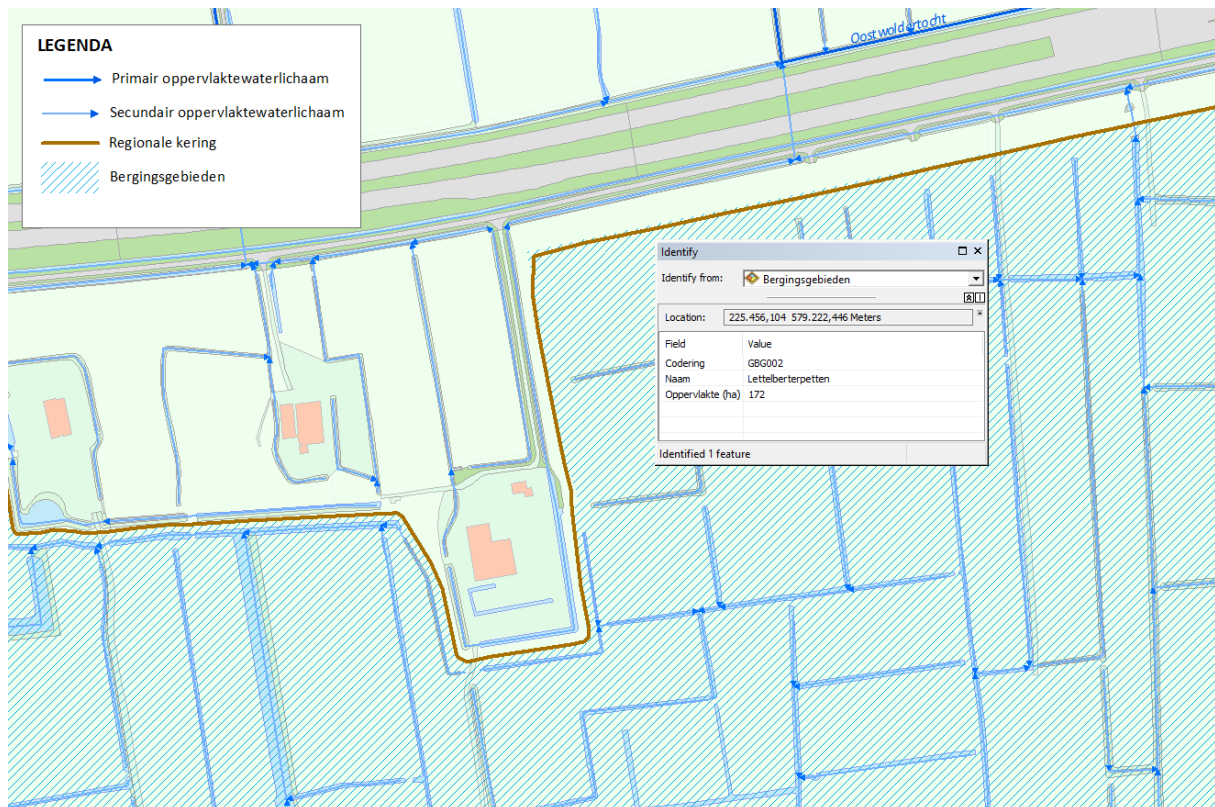 Oostwoldertocht
LEGENDA
Primair oppervlaktewaterlichaam
Secundair oppervlaktewaterlichaam
Regionale kering
Bergingsgebieden
Identify
Identify from: Bergingsgebieden
Location: 225.456,104 579.222,446 Meters
Field Value
Codering GBG002
Naam Lettelberterpetten
Oppervlakte (ha) 172
Identified 1 feature